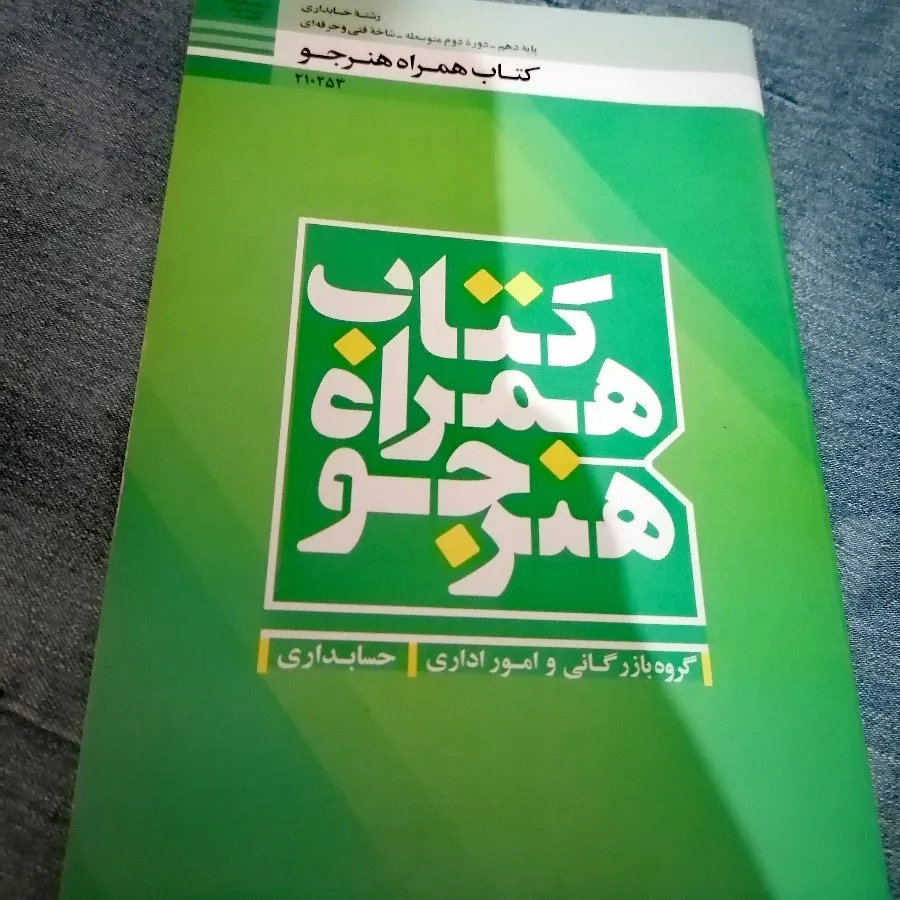 رشتهٔ حسابداری
پایه دهم - دورهٔ دوم متوسطه - شاخهٔ فنی و حرفه‌ای
کتاب همراه هنرجو
۲۱۰۲۵۳
کتاب
همراه
هنرجو
گروه بازرگانی و امور اداری | حسابداری